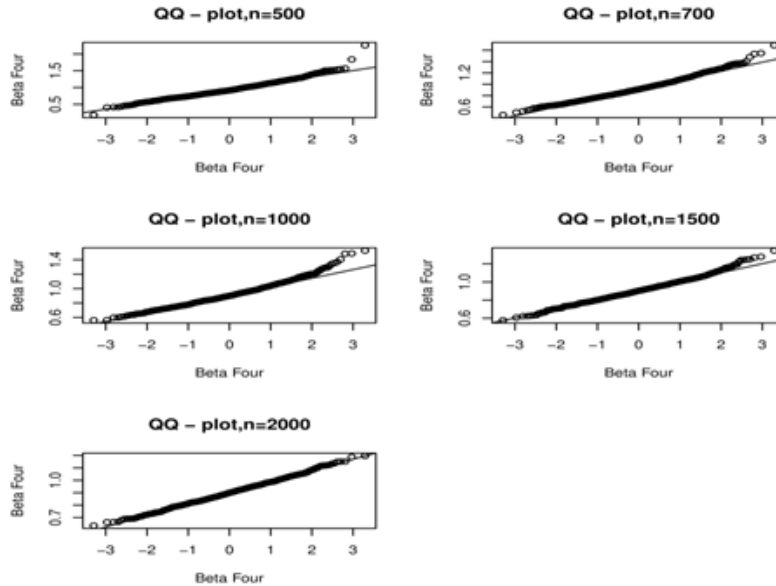 QQ − plot,n=500
Beta Four
0.5 1.5
−3 −2 −1 0 1 2 3
Beta Four
QQ − plot,n=700
Beta Four
0.6 1.2
−3 −2 −1 0 1 2 3
Beta Four
QQ − plot,n=1000
Beta Four
0.6 1.0 1.4
−3 −2 −1 0 1 2 3
Beta Four
QQ − plot,n=1500
Beta Four
0.6 1.0
−3 −2 −1 0 1 2 3
Beta Four
QQ − plot,n=2000
Beta Four
0.7 1.0
−3 −2 −1 0 1 2 3
Beta Four